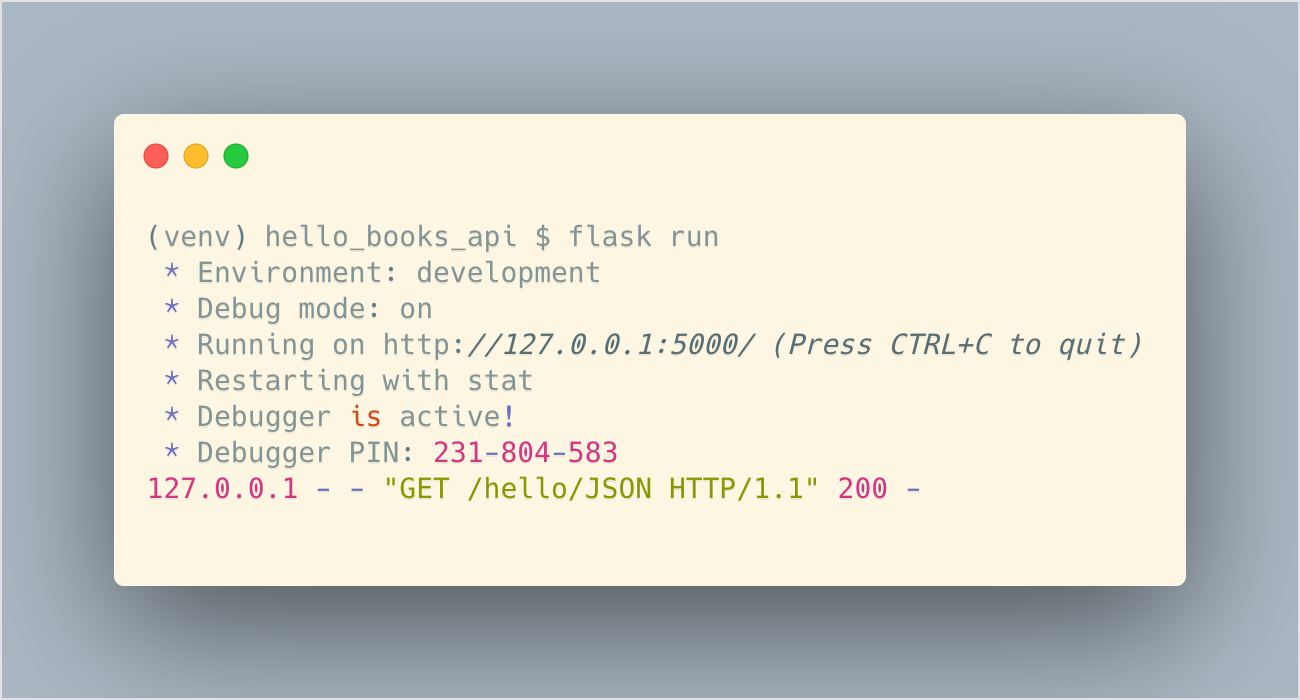 (venv) hello_books_api $ flask run
 * Environment: development
 * Debug mode: on
 * Running on http://127.0.0.1:5000/ (Press CTRL+C to quit)
 * Restarting with stat
 * Debugger is active!
 * Debugger PIN: 231-804-583
127.0.0.1 - - "GET /hello/JSON HTTP/1.1" 200 -